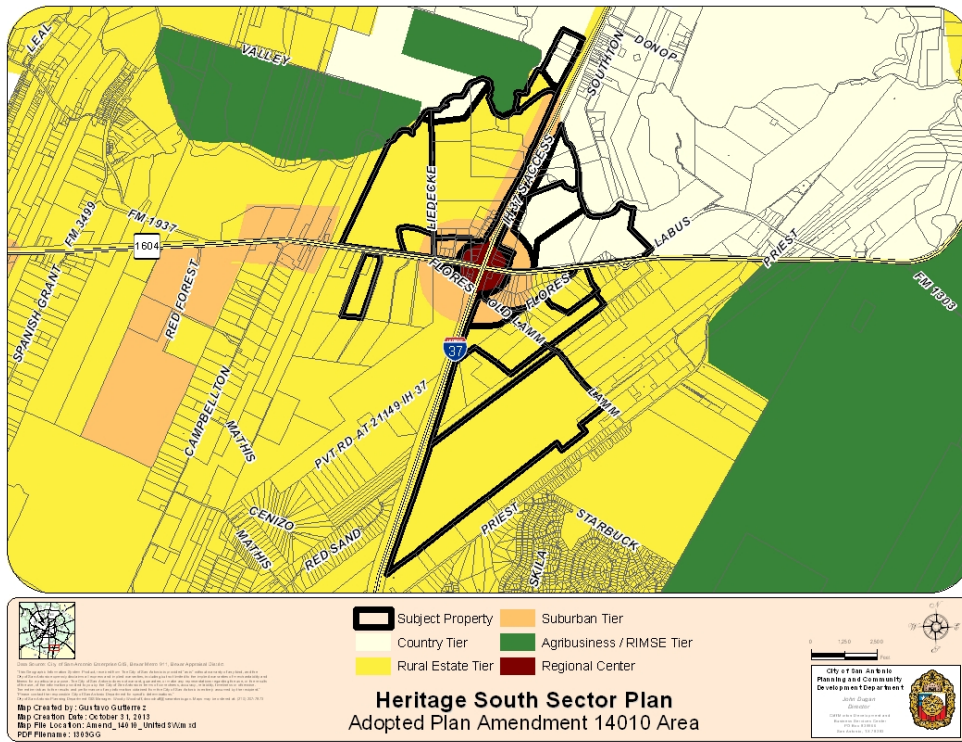 LEAL
VALLEY
SOUTHTON
DONOP
IH 37 S ACCESS
LIEDECKE
FM 3499
FM 1937
1604
LABUS
PRIEST
FM 1303
FLORES
FLORES
OLD LAMM
SPANISH GRANT
RED FOREST
37
LAMM
CAMPBELLTON
MATHIS
PVT RD AT 21149 IH-37
CENIZO
MATHIS
RED SAND
PRIEST
STARBUCK
SKILA
Subject Property
Suburban Tier
Country Tier
Agribusiness / RIMSE Tier
Rural Estate Tier
Regional Center
Heritage South Sector Plan
Adopted Plan Amendment 14010 Area
Map Created by: Gustavo Gutierrez
Map Creation Date: October 31, 2013
PDF Filename: 1309GG
City of San Antonio
Planning and Community
Development Department
John Dugan
Director